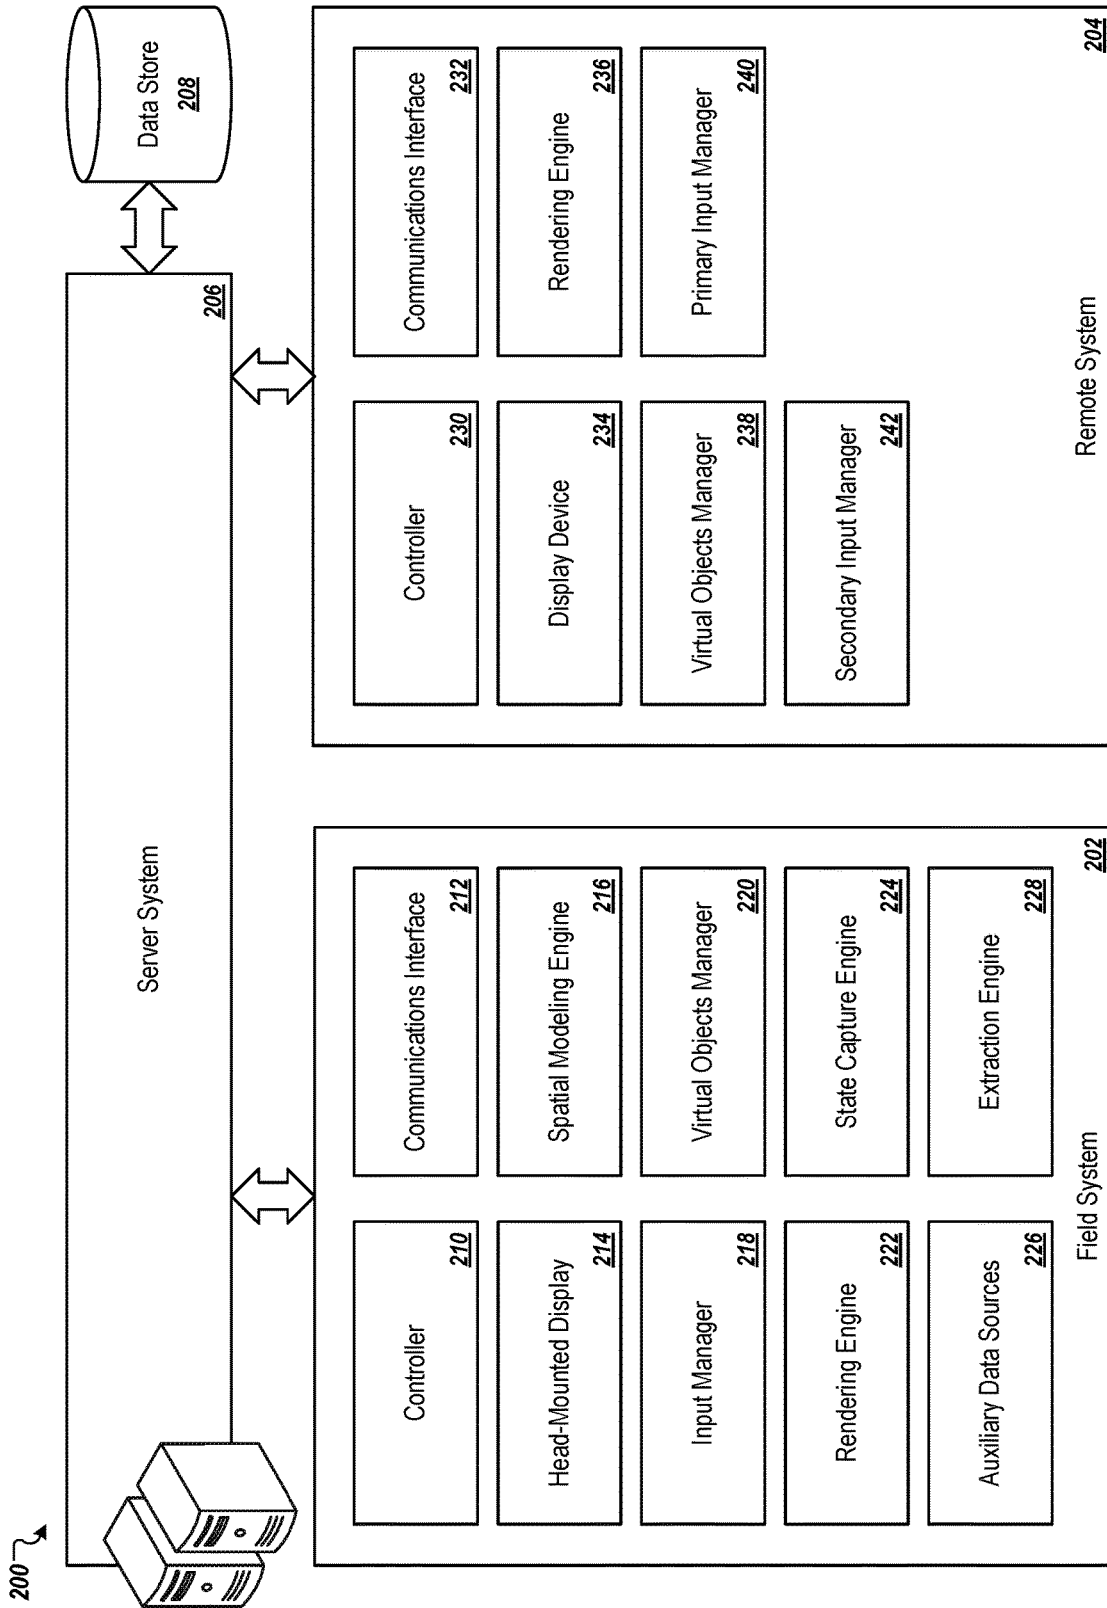 200
Server System
206
Data Store
208
Controller
210
Communications Interface
212
Head-Mounted Display
214
Spatial Modeling Engine
216
Input Manager
218
Virtual Objects Manager
220
Rendering Engine
222
State Capture Engine
224
Auxiliary Data Sources
226
Extraction Engine
228
Field System
202
Controller
230
Communications Interface
232
Display Device
234
Rendering Engine
236
Virtual Objects Manager
238
Primary Input Manager
240
Secondary Input Manager
242
Remote System
204